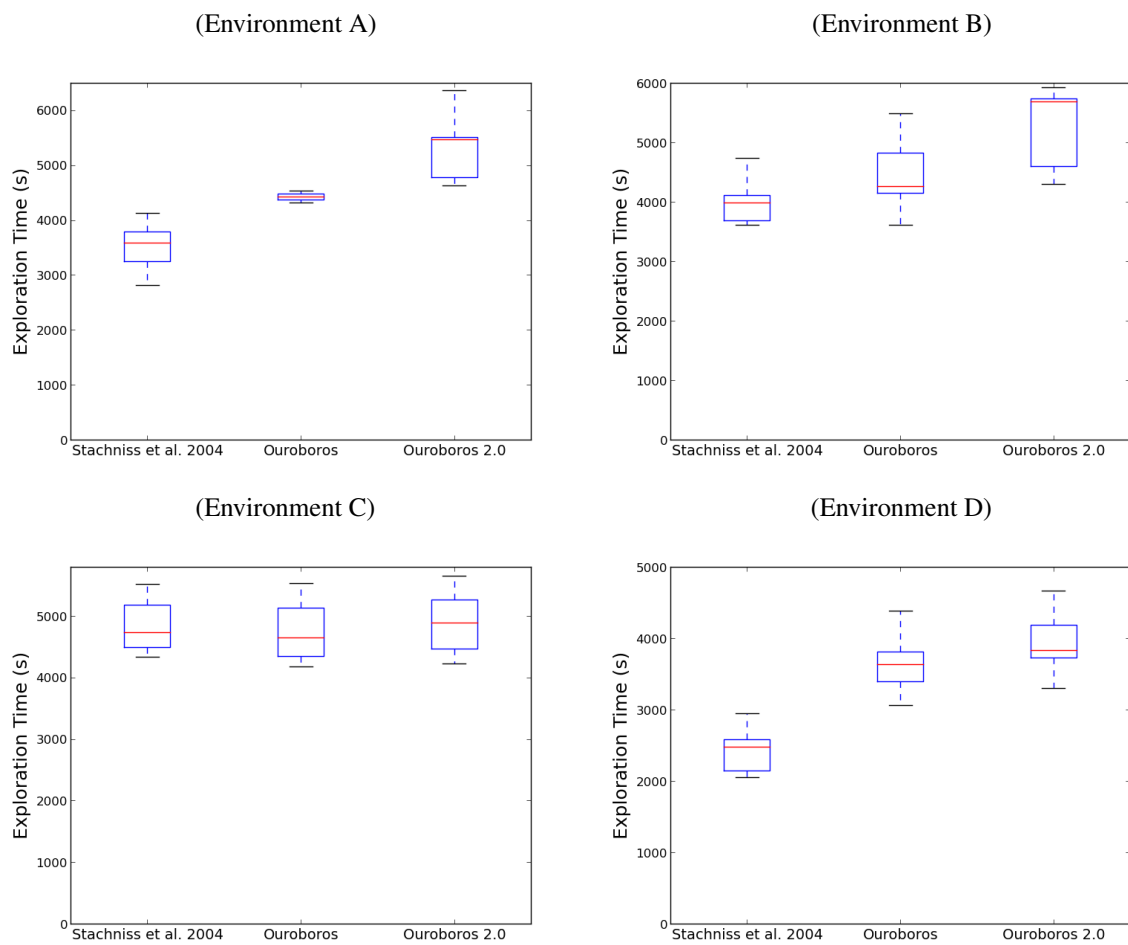 (Environment A)
Exploration Time (s)
6000
5000
4000
3000
2000
1000
0
Stachniss et al. 2004 Ouroboros Ouroboros 2.0
(Environment B)
Exploration Time (s)
6000
5000
4000
3000
2000
1000
0
Stachniss et al. 2004 Ouroboros Ouroboros 2.0
(Environment C)
Exploration Time (s)
5000
4000
3000
2000
1000
0
Stachniss et al. 2004 Ouroboros Ouroboros 2.0
(Environment D)
Exploration Time (s)
5000
4000
3000
2000
1000
0
Stachniss et al. 2004 Ouroboros Ouroboros 2.0